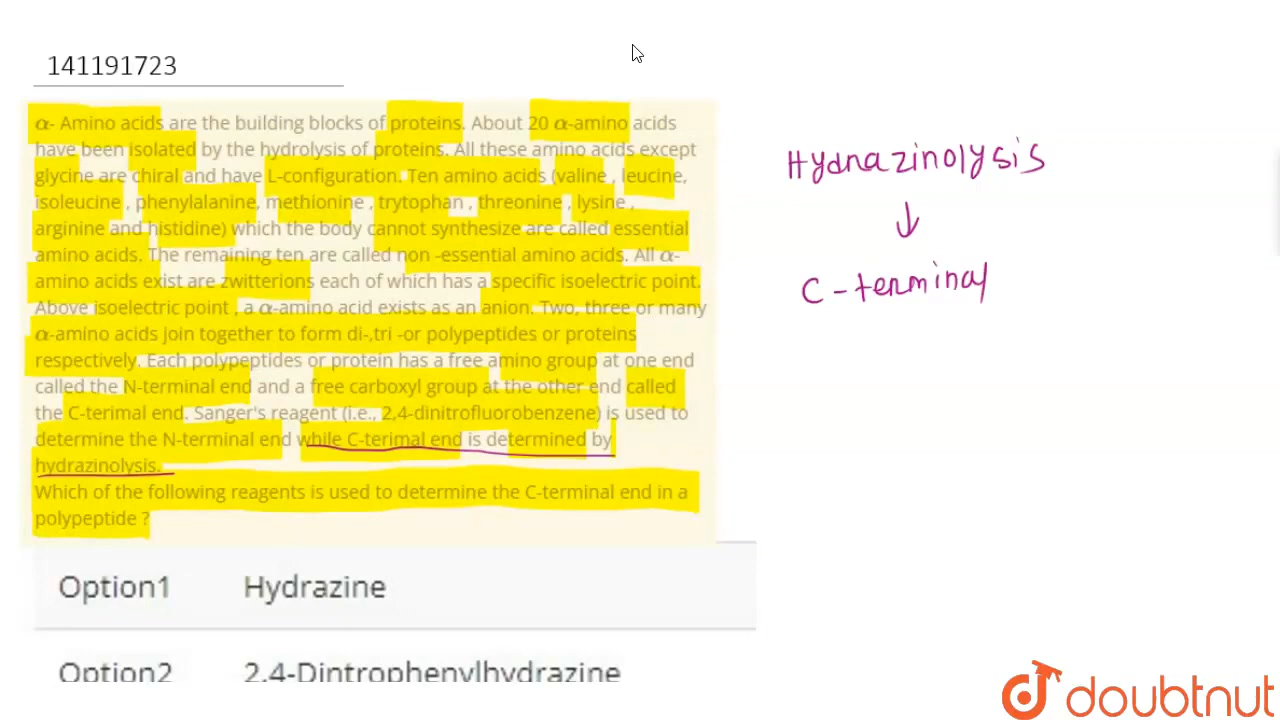 141191723
α- Amino acids are the building blocks of proteins. About 20 α-amino acids
have been isolated by the hydrolysis of proteins. All these amino acids except
glycine are chiral and have L-configuration. Ten amino acids (valine , leucine,
isoleucine , phenylalanine, methionine , trytophan , threonine , lysine ,
arginine and histidine) which the body cannot synthesize are called essential
amino acids. The remaining ten are called non -essential amino acids. All α-
amino acids exist are zwitterions each of which has a specific isoelectric point.
Above isoelectric point , a α-amino acid exists as an anion. Two, three or many
α-amino acids join together to form di-,tri -or polypeptides or proteins
respectively. Each polypeptides or protein has a free amino group at one end
called the N-terminal end and a free carboxyl group at the other end called
the C-terimal end. Sanger's reagent (i.e., 2,4-dinitrofluorobenzene) is used to
determine the N-terminal end while C-terimal end is determined by
hydrazinolysis.
Which of the following reagents is used to determine the C-terminal end in a
polypeptide ?
Option1 Hydrazine
Option2 2,4-Dintrophenylhydrazine
Hydrazinolysis
↓
C-terminal
doubtnut